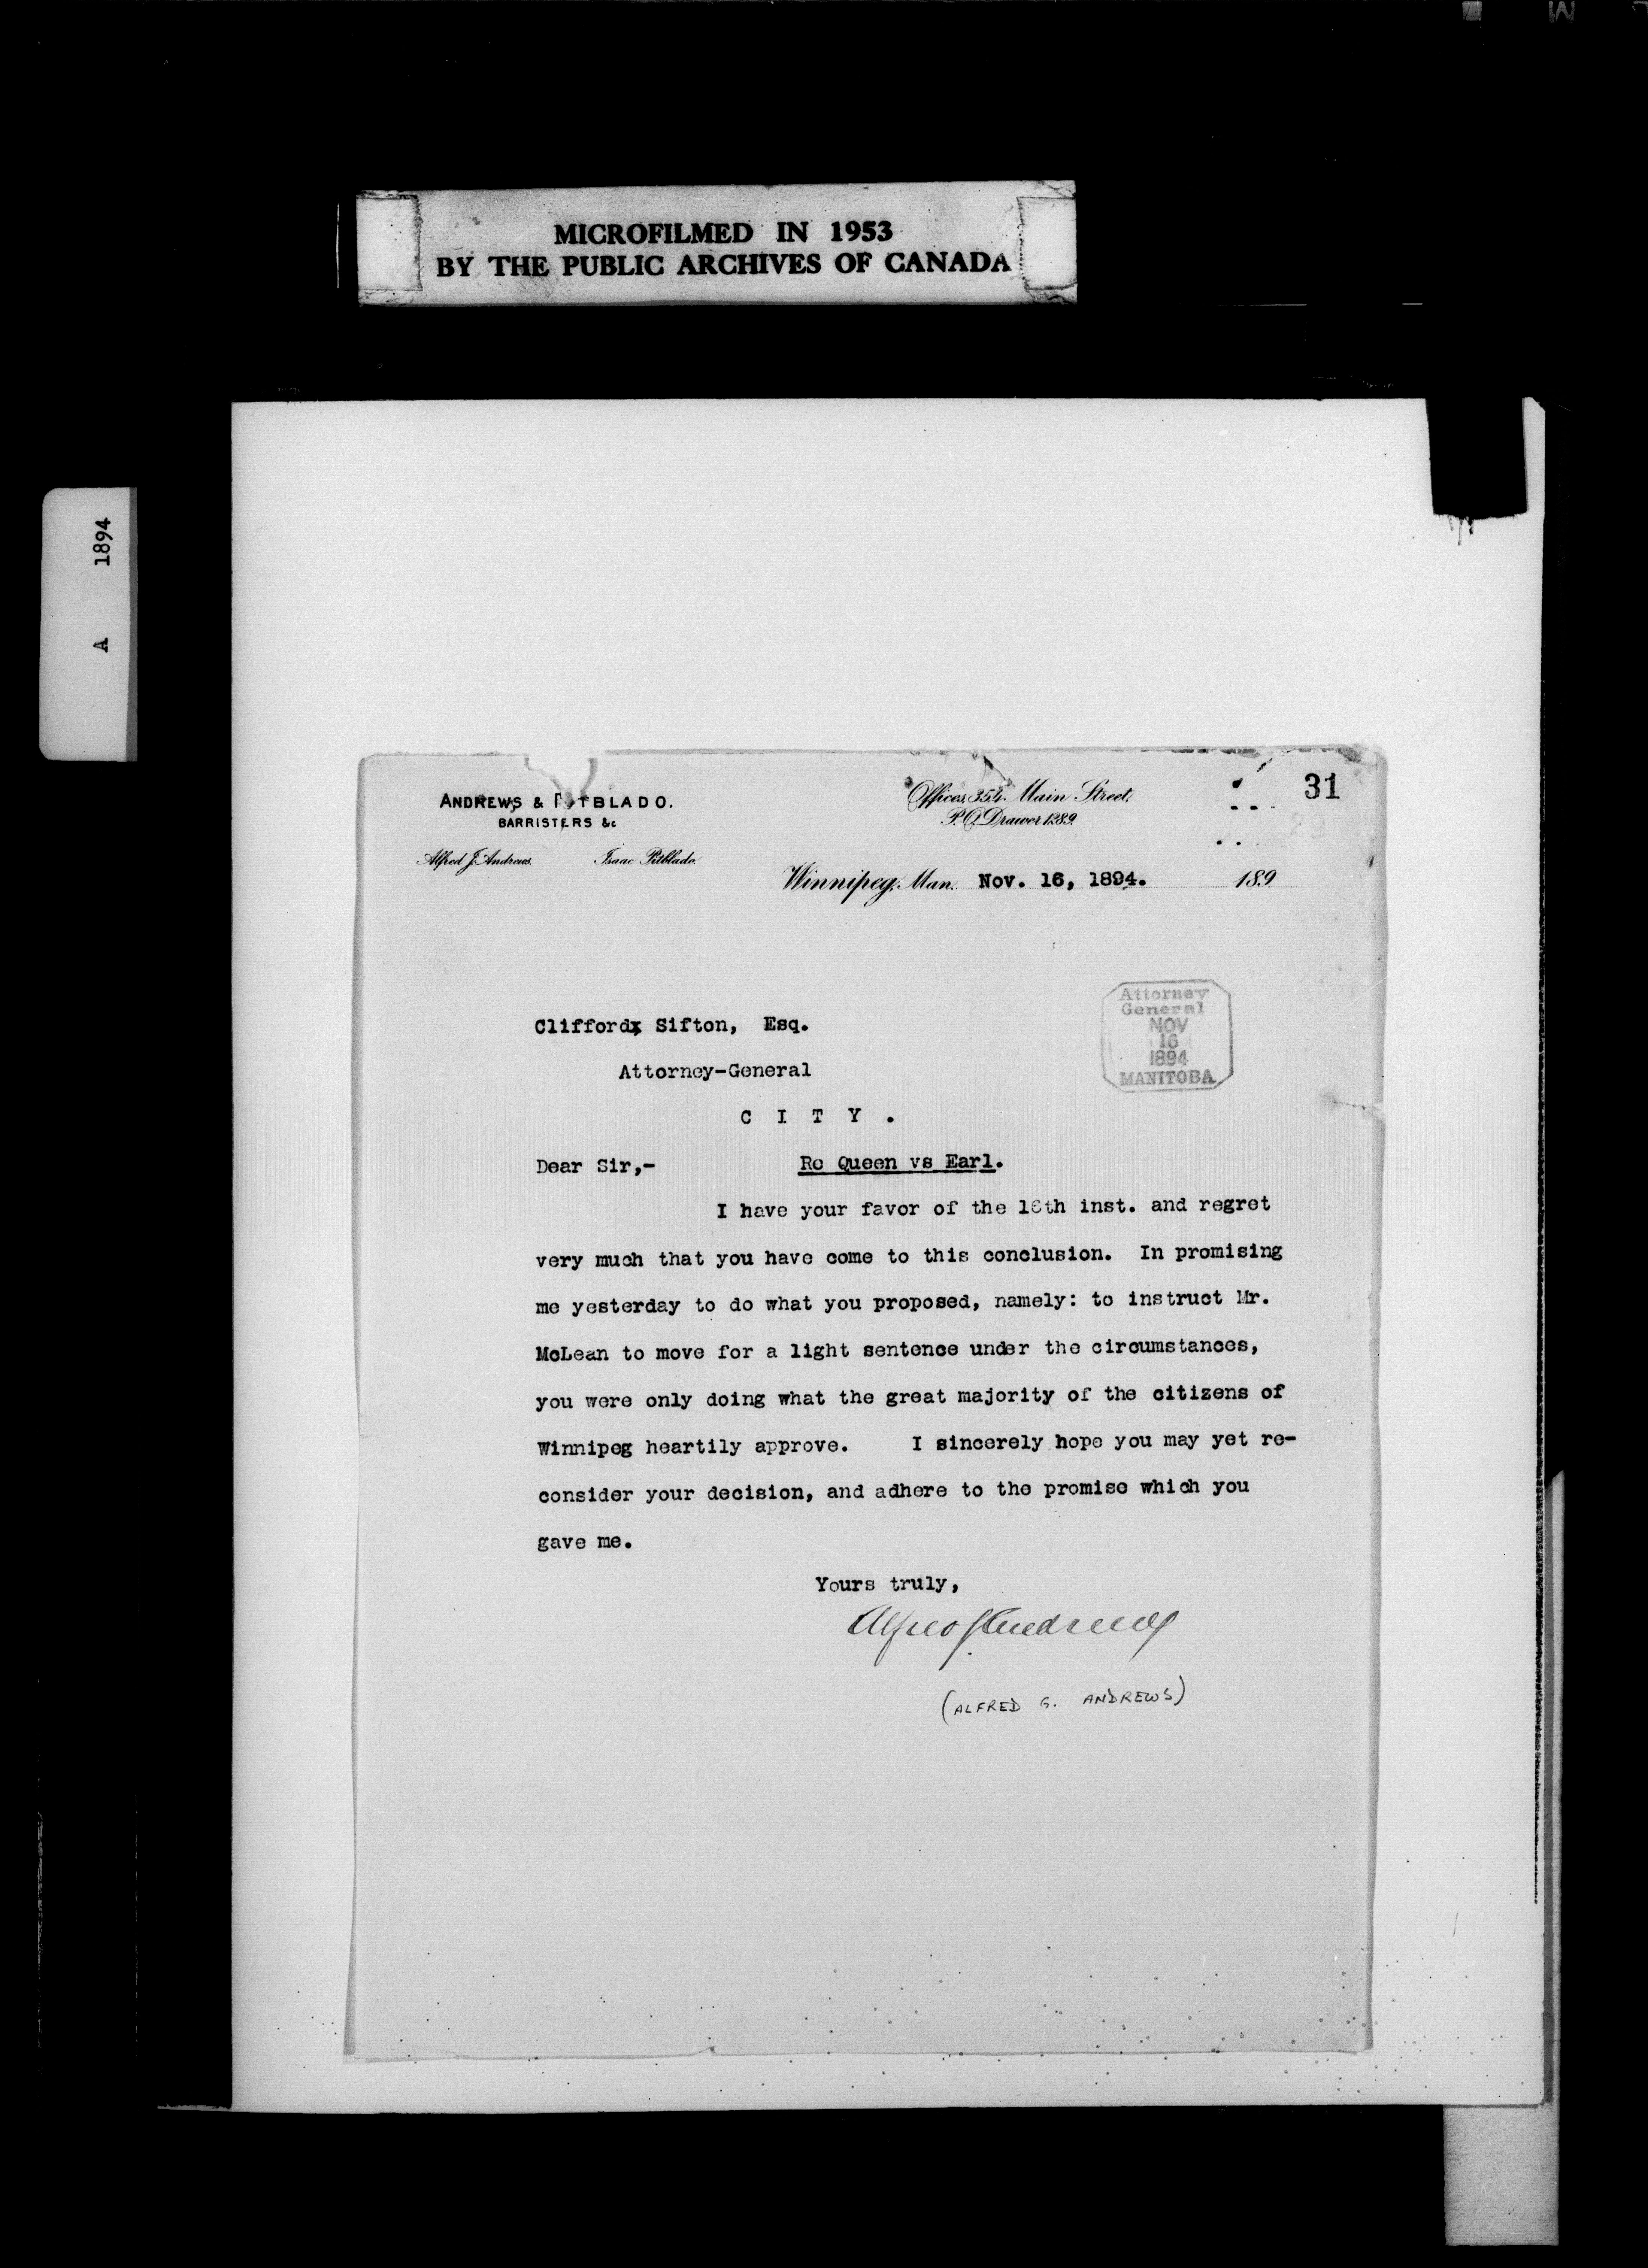 MICROFILMED IN 1953
BY THE PUBLIC ARCHIVES OF CANADA
A 1894
31
ANDREWS & PITBLADO.
BARRISTERS &c
Alfred J. Andrews. Isaac Pitblado.
Offices, 354 Main Street,
P.O. Drawer 1289.
Winnipeg, Man. Nov. 16, 1894. 189
Attorney
General
NOV
16
1894
MANITOBA
Cliffordx Sifton, Esq.
Attorney-General
C I T Y .
Dear Sir,- Re Queen vs Earl.
I have your favor of the 16th inst. and regret
very much that you have come to this conclusion. In promising
me yesterday to do what you proposed, namely: to instruct Mr.
McLean to move for a light sentence under the circumstances,
you were only doing what the great majority of the citizens of
Winnipeg heartily approve. I sincerely hope you may yet re-
consider your decision, and adhere to the promise which you
gave me.
Yours truly,
Alfred J Andrews
(ALFRED G. ANDREWS)